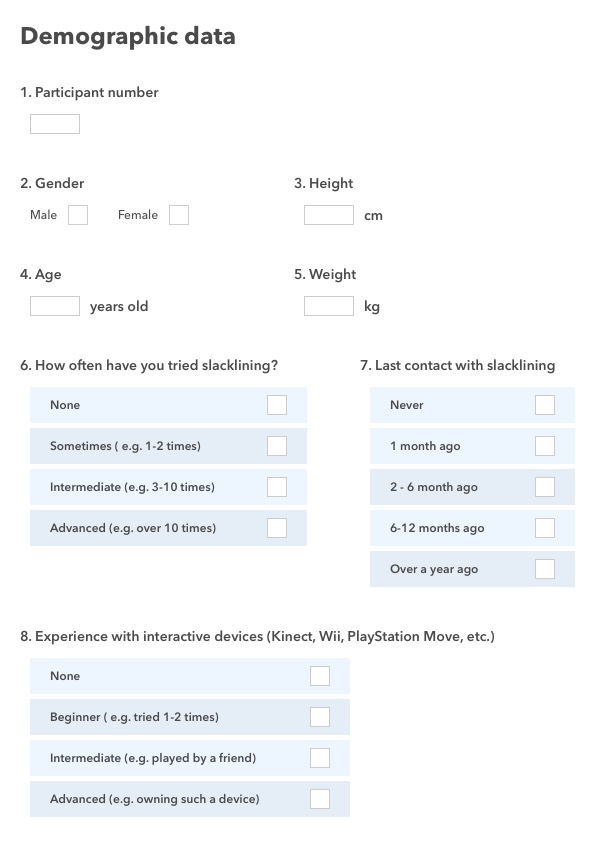 Demographic data
1. Participant number
2. Gender
3. Height
Male
Female
cm
4. Age
5. Weight
years old
kg
6. How often have you tried slacklining?
None
Sometimes ( e.g. 1-2 times)
Intermediate (e.g. 3-10 times)
Advanced (e.g. over 10 times)
7. Last contact with slacklining
Never
1 month ago
2 - 6 month ago
6-12 months ago
Over a year ago
8. Experience with interactive devices (Kinect, Wii, PlayStation Move, etc.)
None
Beginner ( e.g. tried 1-2 times)
Intermediate (e.g. played by a friend)
Advanced (e.g. owning such a device)